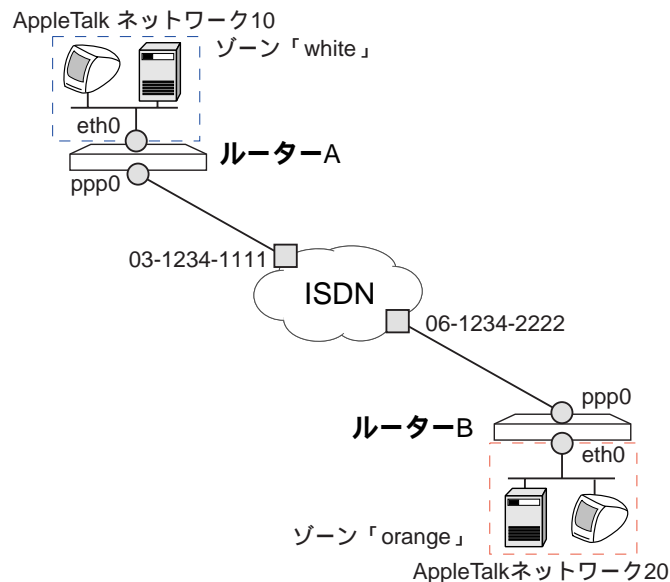 AppleTalk ネットワーク10
ゾーン「white」
eth0
ルーターA
ppp0
03-1234-1111
ISDN
06-1234-2222
ppp0
ルーターB
eth0
ゾーン「orange」
AppleTalkネットワーク20